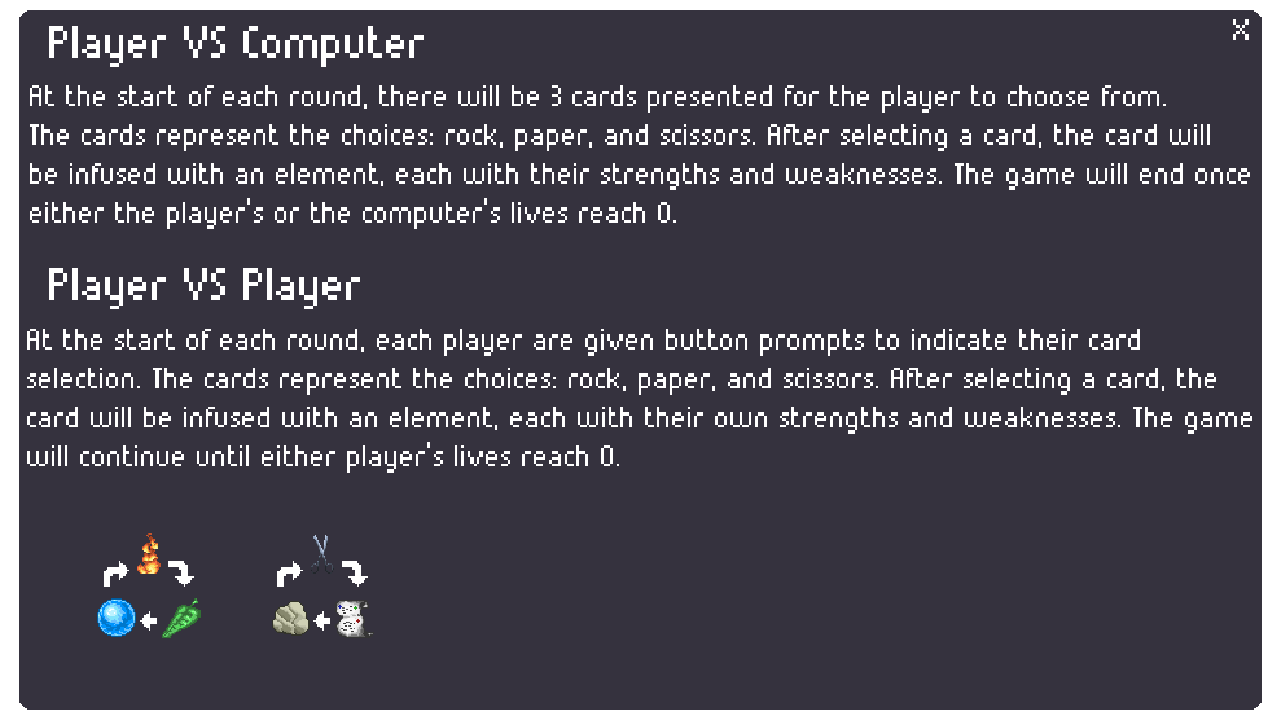 Player VS Computer
X
At the start of each round, there will be 3 cards presented for the player to choose from.
The cards represent the choices: rock, paper, and scissors. After selecting a card, the card will
be infused with an element, each with their strengths and weaknesses. The game will end once
either the player's or the computer's lives reach 0.
Player VS Player
At the start of each round, each player are given button prompts to indicate their card
selection. The cards represent the choices: rock, paper, and scissors. After selecting a card, the
card will be infused with an element, each with their own strengths and weaknesses. The game
will continue until either player's lives reach 0.